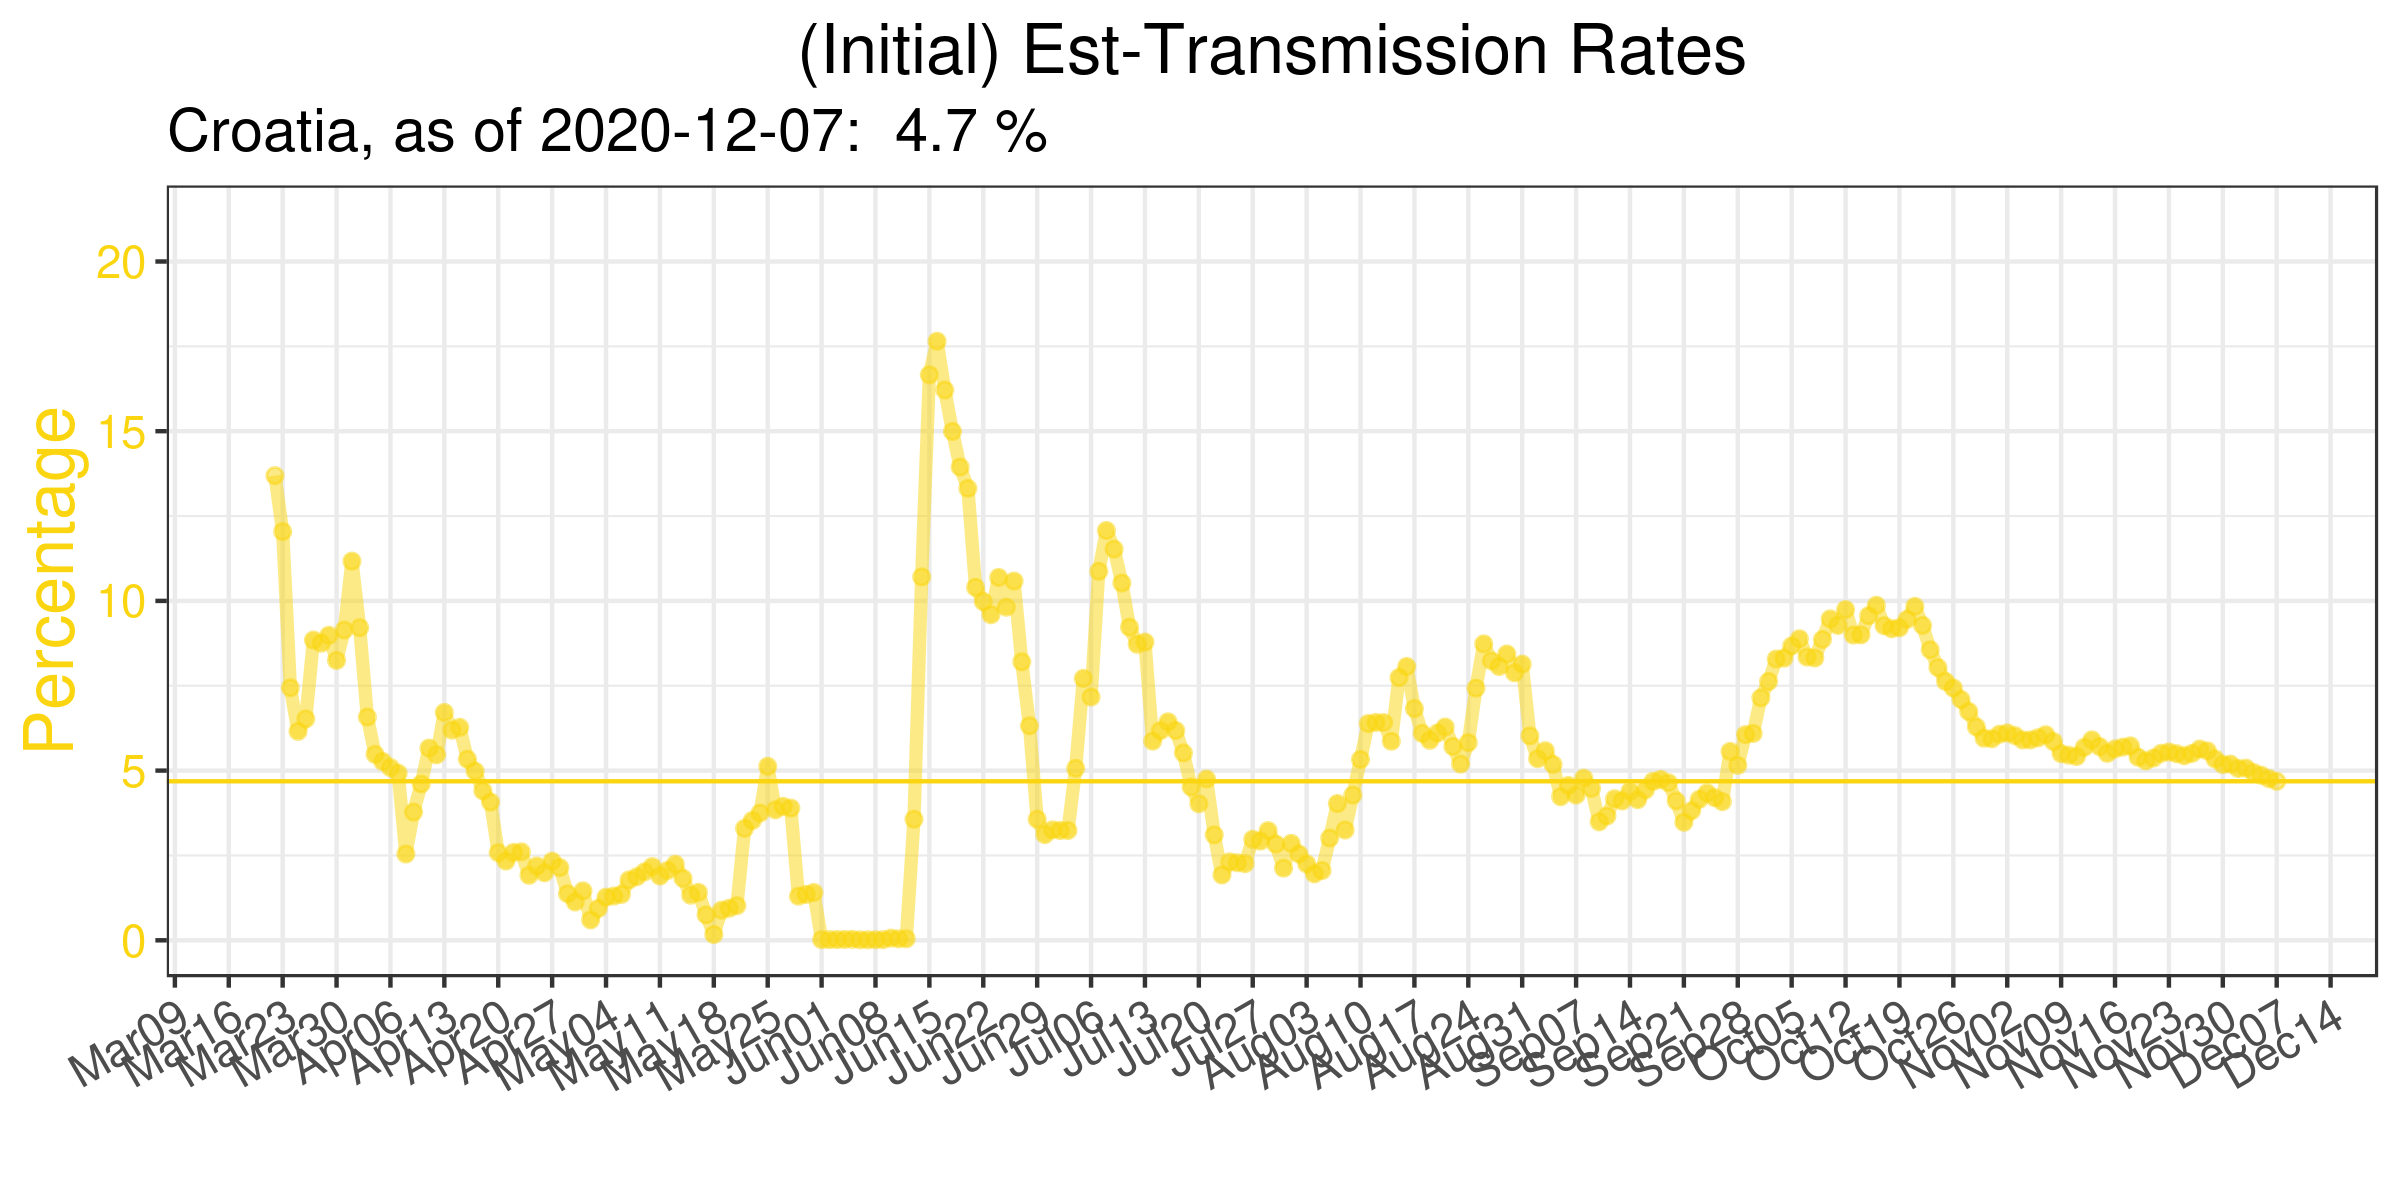 (Initial) Est-Transmission Rates
Croatia, as of 2020-12-07:  4.7 %
Percentage
20
15
10
5
0
Mar09
Mar16
Mar23
Mar30
Apr06
Apr13
Apr20
Apr27
May04
May11
May18
May25
Jun01
Jun08
Jun15
Jun22
Jun29
Jul06
Jul13
Jul20
Jul27
Aug03
Aug10
Aug17
Aug24
Aug31
Sep07
Sep14
Sep21
Sep28
Oct05
Oct12
Oct19
Oct26
Nov02
Nov09
Nov16
Nov23
Nov30
Dec07
Dec14